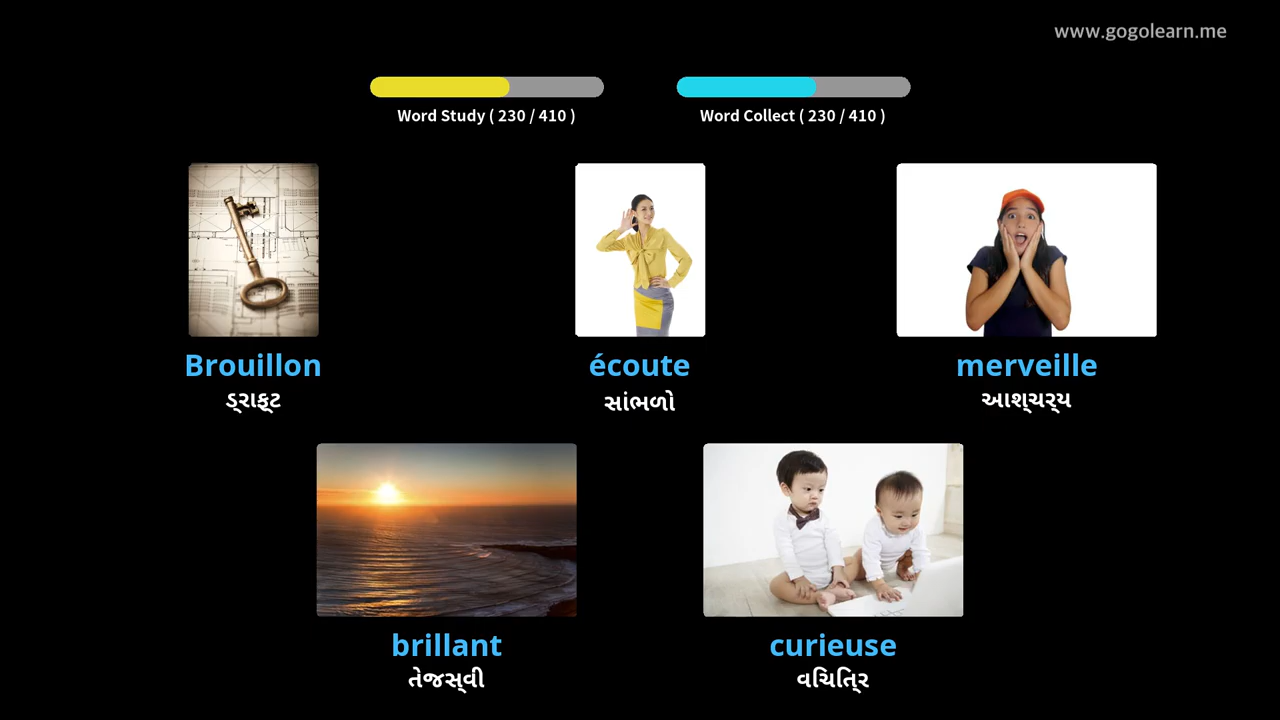 www.gogolearn.me
Word Study ( 230 / 410 )
Word Collect ( 230 / 410 )
Brouillon
ડ્રાફ્ટ
écoute
સાંભળો
merveille
આશ્ચર્ય
brillant
તેજસ્વી
curieuse
વિચિત્ર